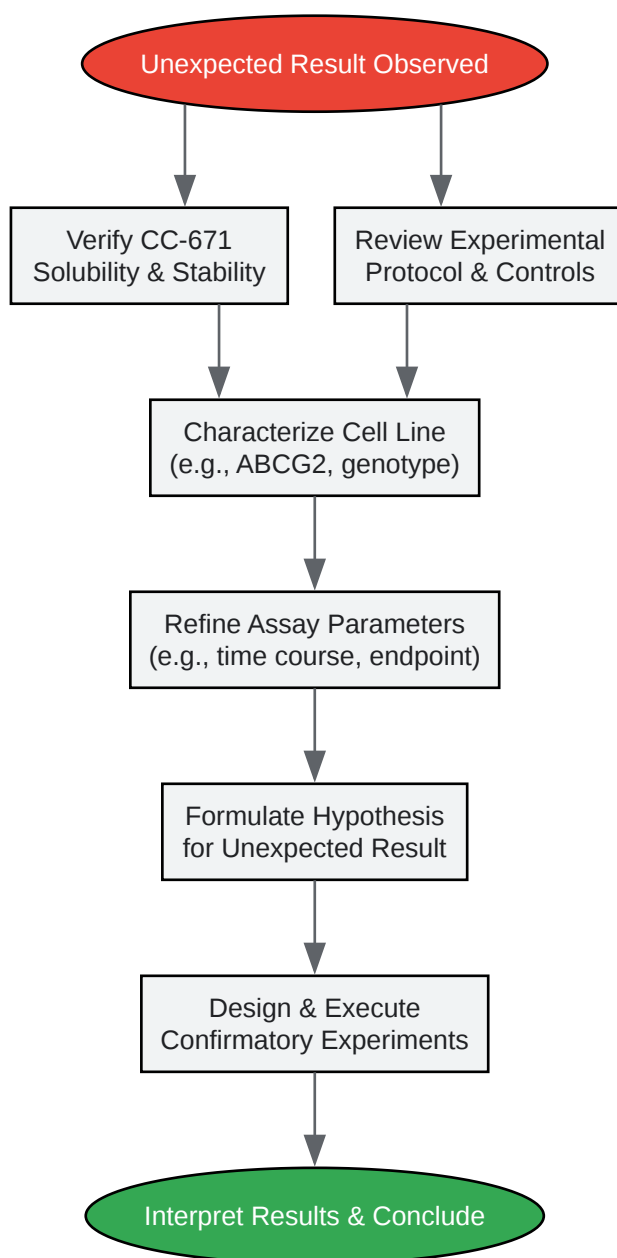 Unexpected Result Observed
Verify CC-671
Solubility & Stability
Review Experimental
Protocol & Controls
Characterize Cell Line
(e.g., ABCG2, genotype)
Refine Assay Parameters
(e.g., time course, endpoint)
Formulate Hypothesis
for Unexpected Result
Design & Execute
Confirmatory Experiments
Interpret Results & Conclude